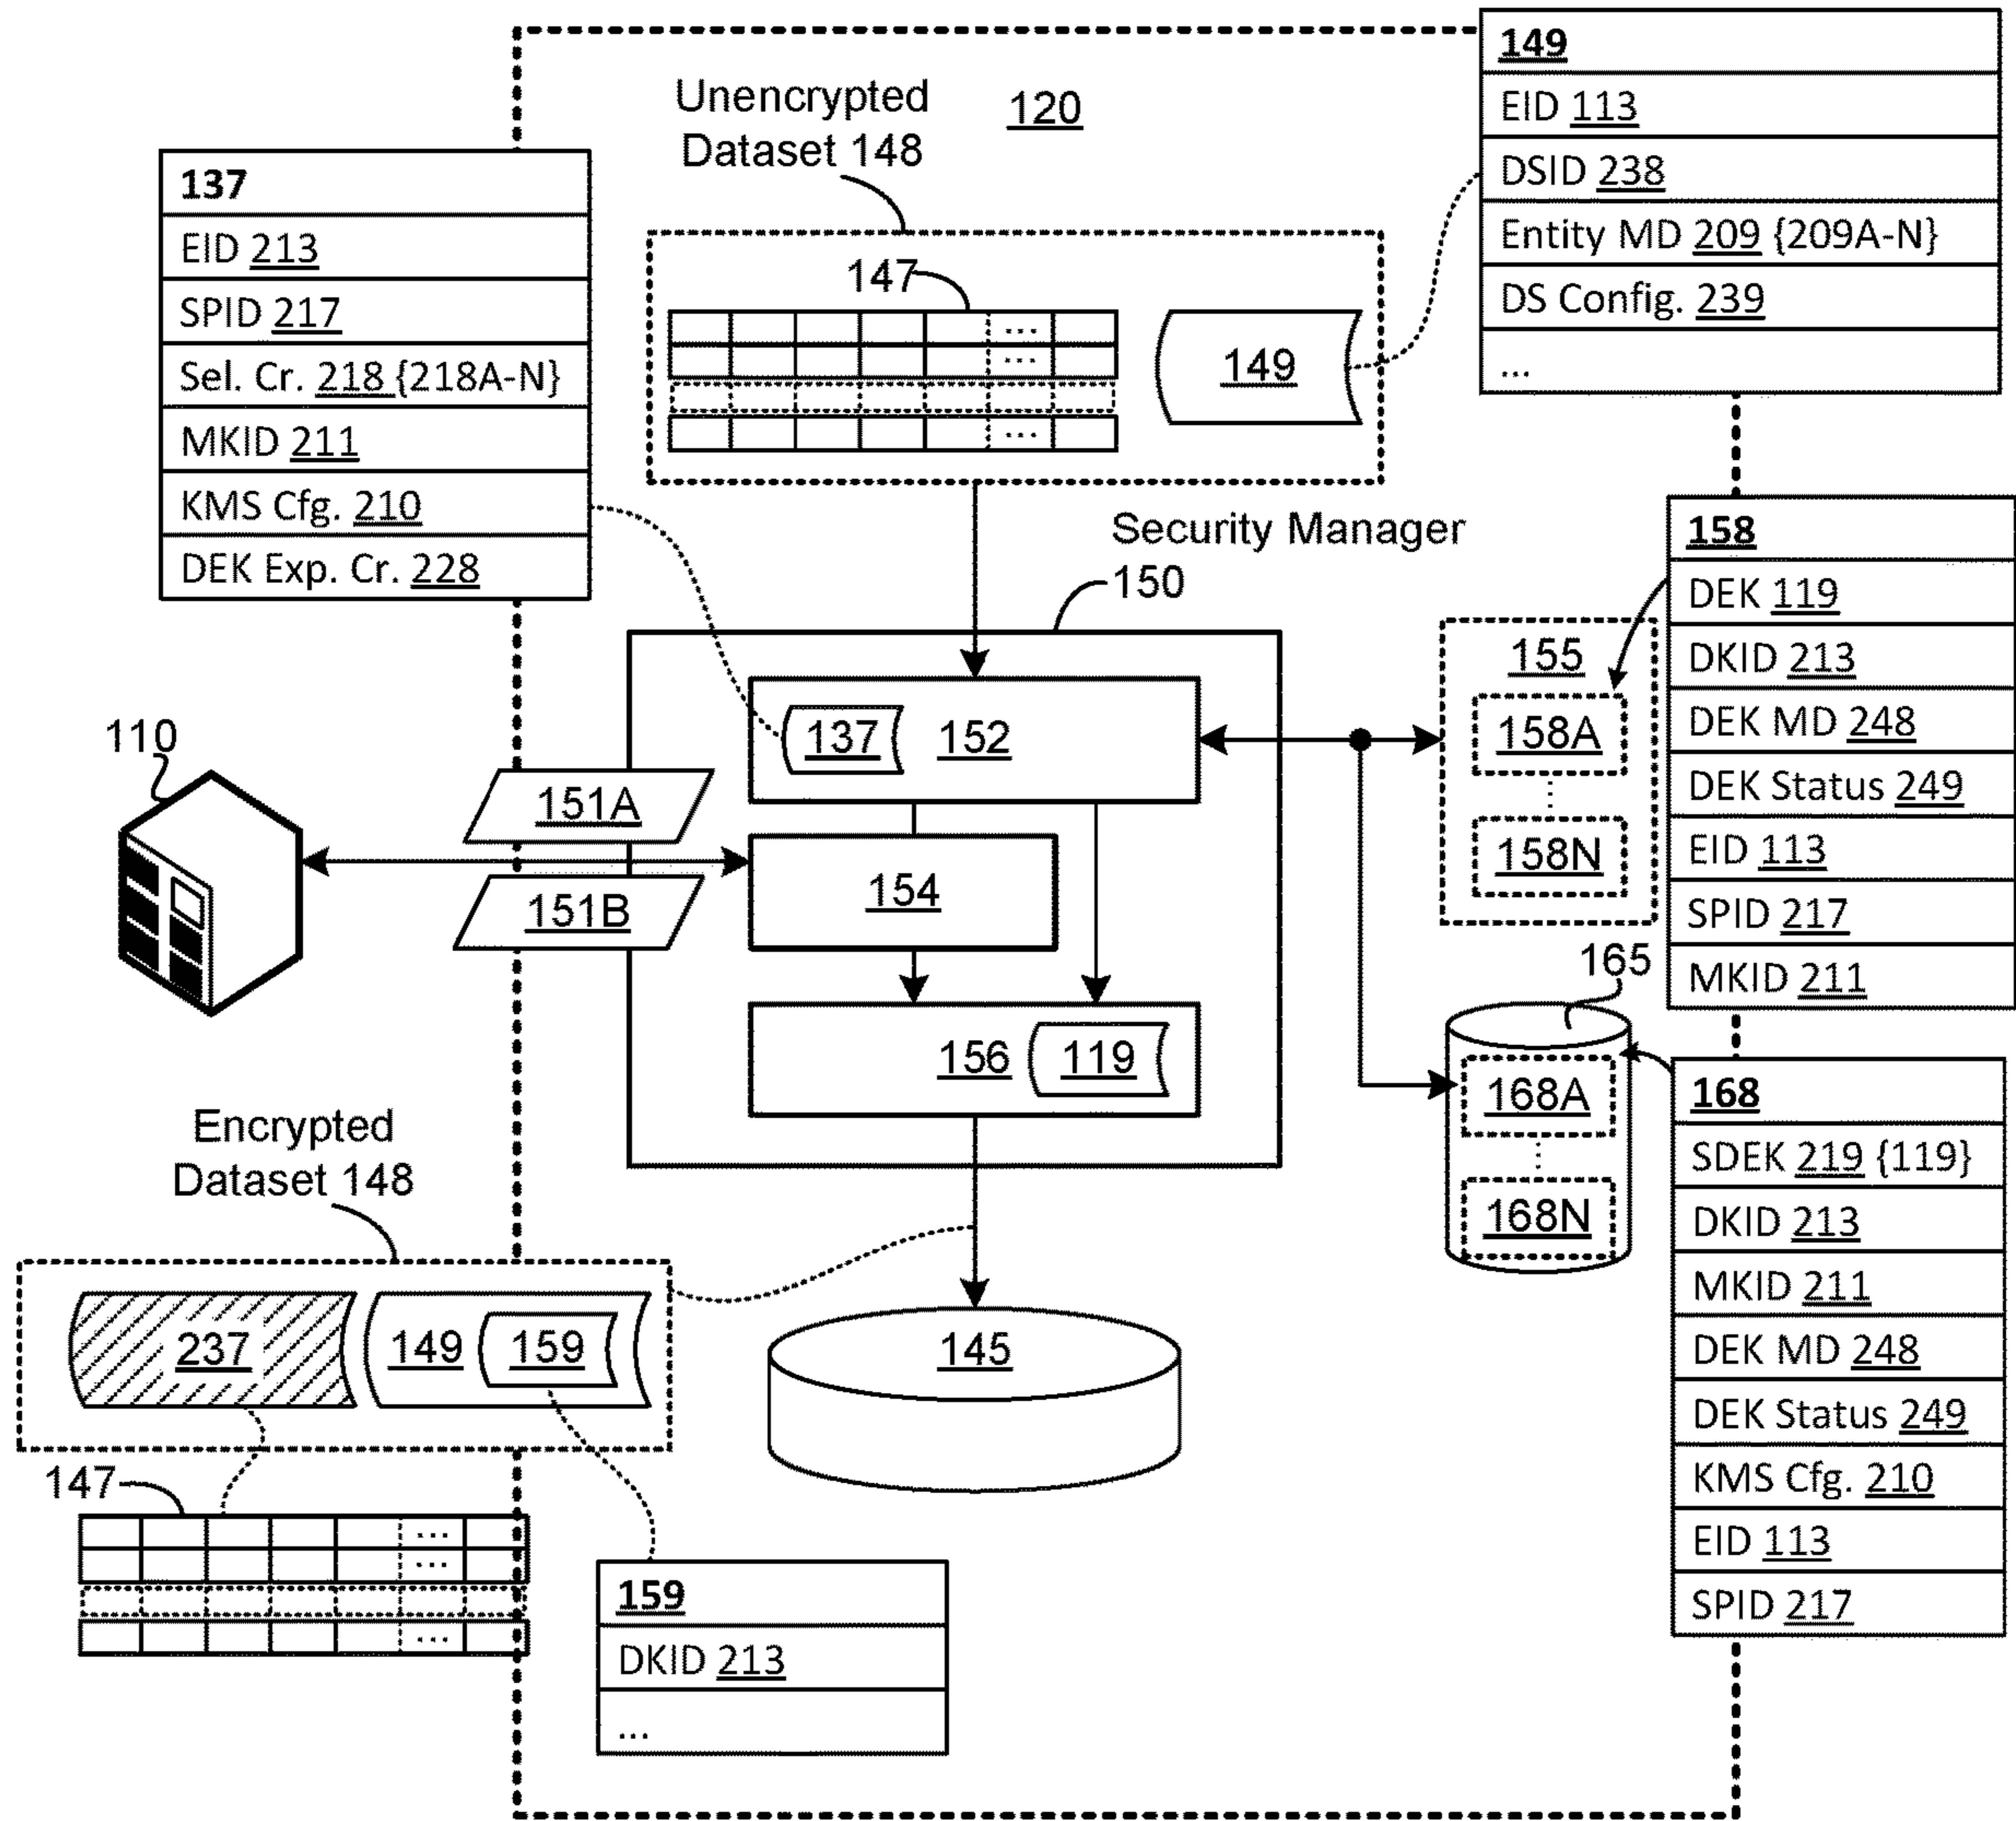 149
EID 113
DSID 238
Entity MD 209 {209A-N}
DS Config. 239
...
Unencrypted
Dataset 148
120
137
EID 213
SPID 217
Sel. Cr. 218 {218A-N}
MKID 211
KMS Cfg. 210
DEK Exp. Cr. 228
147
...
...
...
149
Security Manager
150
158
DEK 119
DKID 213
DEK MD 248
DEK Status 249
EID 113
SPID 217
MKID 211
155
158A
158N
137
152
110
151A
151B
154
156
119
165
168A
168N
168
SDEK 219 {119}
DKID 213
MKID 211
DEK MD 248
DEK Status 249
KMS Cfg. 210
EID 113
SPID 217
Encrypted
Dataset 148
237
149
159
145
147
...
...
...
159
DKID 213
...